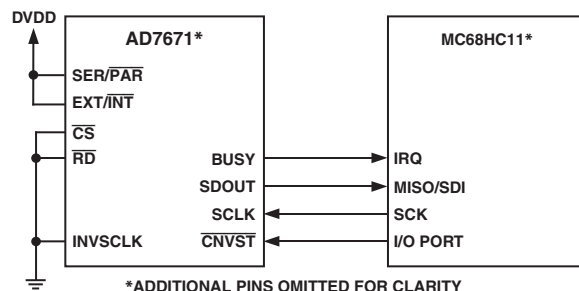 DVDD
AD7671*
MC68HC11*
SER/PAR
EXT/INT
CS
RD
BUSY
IRQ
SDOUT
MISO/SDI
SCLK
SCK
INVSCLK
CNVST
I/O PORT
*ADDITIONAL PINS OMITTED FOR CLARITY